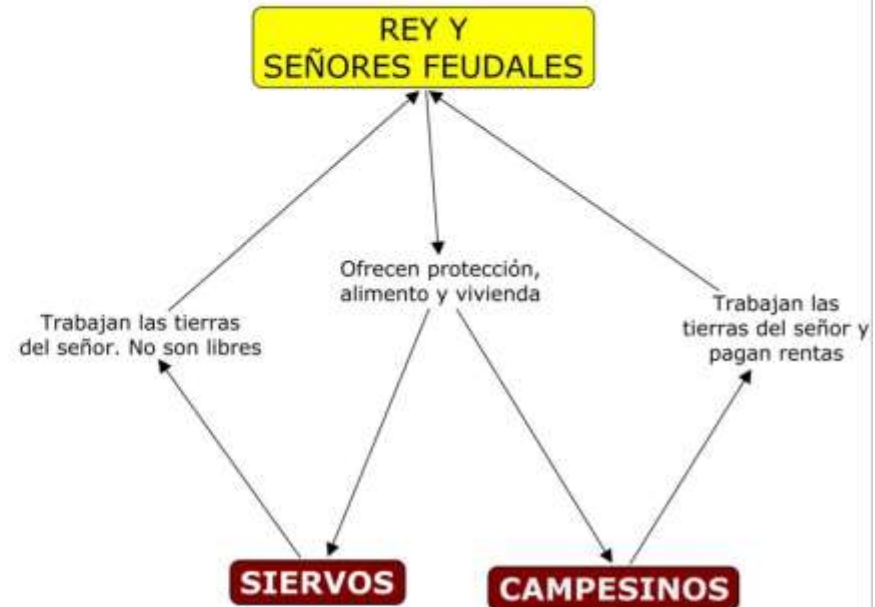 REY Y
SEÑORES FEUDALES
Ofrecen protección,
alimento y vivienda
Trabajan las tierras
del señor. No son libres
Trabajan las
tierras del señor y
pagan rentas
SIERVOS
CAMPESINOS